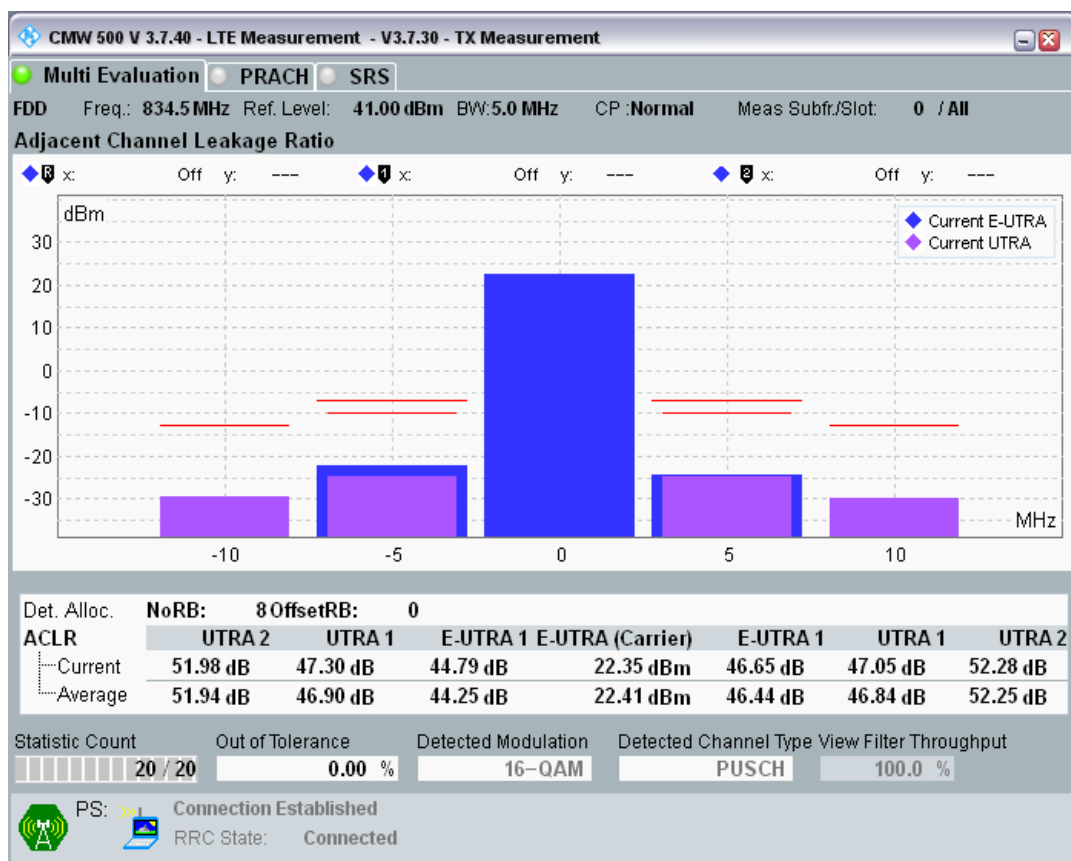 CMW 500 V 3.7.40 - LTE Measurement - V3.7.30 - TX Measurement
Multi Evaluation PRACH SRS
FDD Freq.: 834.5 MHz Ref. Level: 41.00 dBm BW: 5.0 MHz CP : Normal Meas Subfr./Slot: 0 / All
Adjacent Channel Leakage Ratio
R x: Off y: --- 1 x: Off y: --- 2 x: Off y: ---
dBm
Current E-UTRA
Current UTRA
30
20
10
0
-10
-20
-30
MHz
-10 -5 0 5 10
Det. Alloc. NoRB: 8 OffsetRB: 0
ACLR UTRA 2 UTRA 1 E-UTRA 1 E-UTRA (Carrier) E-UTRA 1 UTRA 1 UTRA 2
Current 51.98 dB 47.30 dB 44.79 dB 22.35 dBm 46.65 dB 47.05 dB 52.28 dB
Average 51.94 dB 46.90 dB 44.25 dB 22.41 dBm 46.44 dB 46.84 dB 52.25 dB
Statistic Count Out of Tolerance Detected Modulation Detected Channel Type View Filter Throughput
20 / 20 0.00 % 16-QAM PUSCH 100.0 %
PS: Connection Established
RRC State: Connected